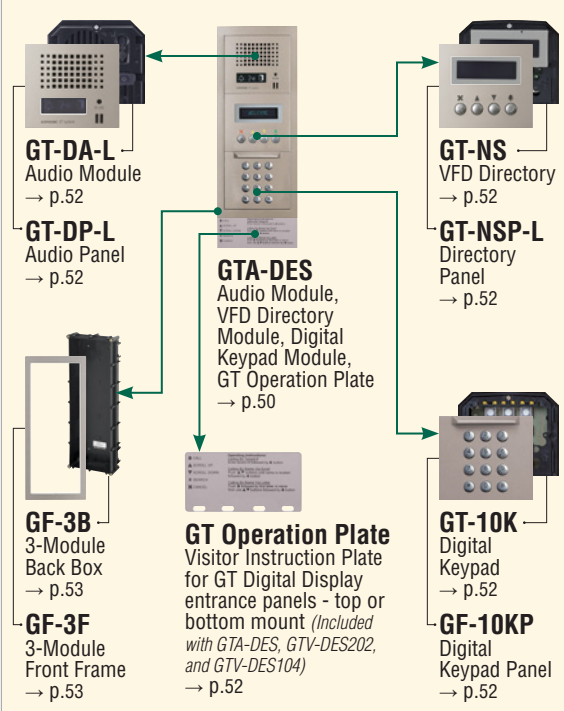 GT-DA-L
Audio Module
→ p.52
GT-DP-L
Audio Panel
→ p.52
GT-NS
VFD Directory
→ p.52
GT-NSP-L
Directory
Panel
→ p.52
GTA-DES
Audio Module,
VFD Directory
Module, Digital
Keypad Module,
GT Operation Plate
→ p.50
GF-3B
3-Module
Back Box
→ p.53
GF-3F
3-Module
Front Frame
→ p.53
GT Operation Plate
Visitor Instruction Plate
for GT Digital Display
entrance panels - top or
bottom mount (Included
with GTA-DES, GTV-DES202,
and GTV-DES104)
→ p.52
GT-10K
Digital
Keypad
→ p.52
GF-10KP
Digital
Keypad Panel
→ p.52